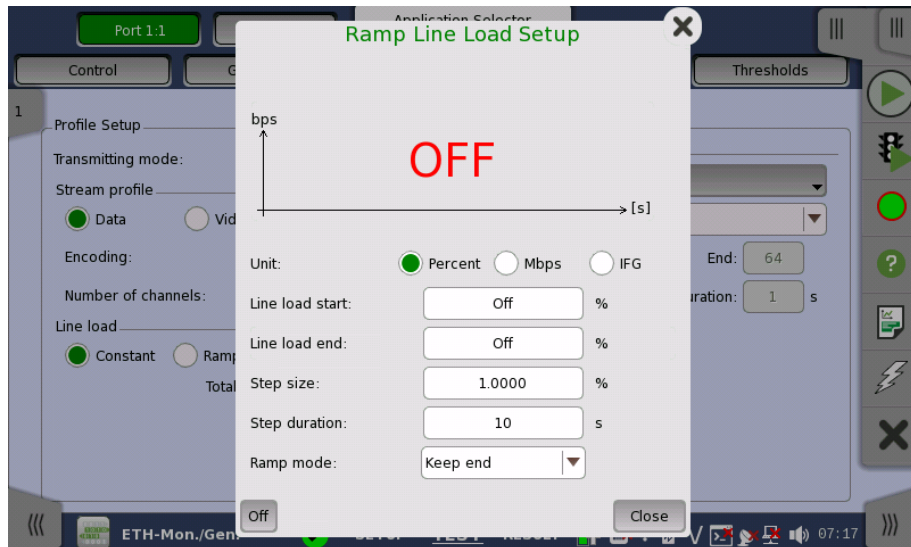 Port 1:1
Application Selector
Ramp Line Load Setup
Control
G
Thresholds
1
Profile Setup
bps
Transmitting mode:
OFF
Stream profile
[s]
Data
Vid
Encoding:
Unit:
Percent
Mbps
IFG
End:
64
Number of channels:
Line load start:
Off
%
uration:
1
s
Line load
Line load end:
Off
%
Constant
Ramp
Total
Step size:
1.0000
%
Step duration:
10
s
Ramp mode:
Keep end
Off
Close
ETH-Mon./Gen.
SETUP
TEST
RESULT
07:17